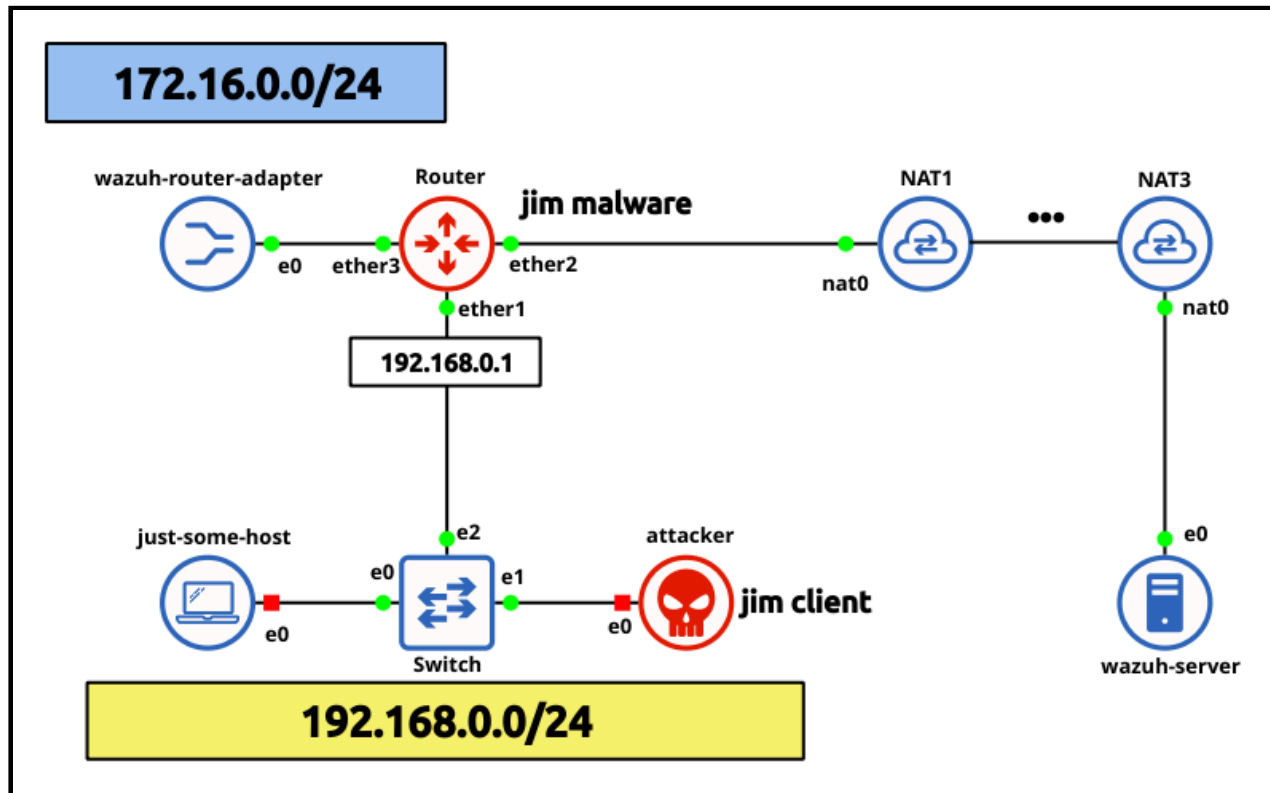 172.16.0.0/24
wazuh-router-adapter
Router
jim malware
NAT1
NAT3
•••
e0
ether3
ether2
nat0
ether1
nat0
192.168.0.1
just-some-host
e2
attacker
e0
e0
e1
jim client
e0
e0
Switch
wazuh-server
192.168.0.0/24